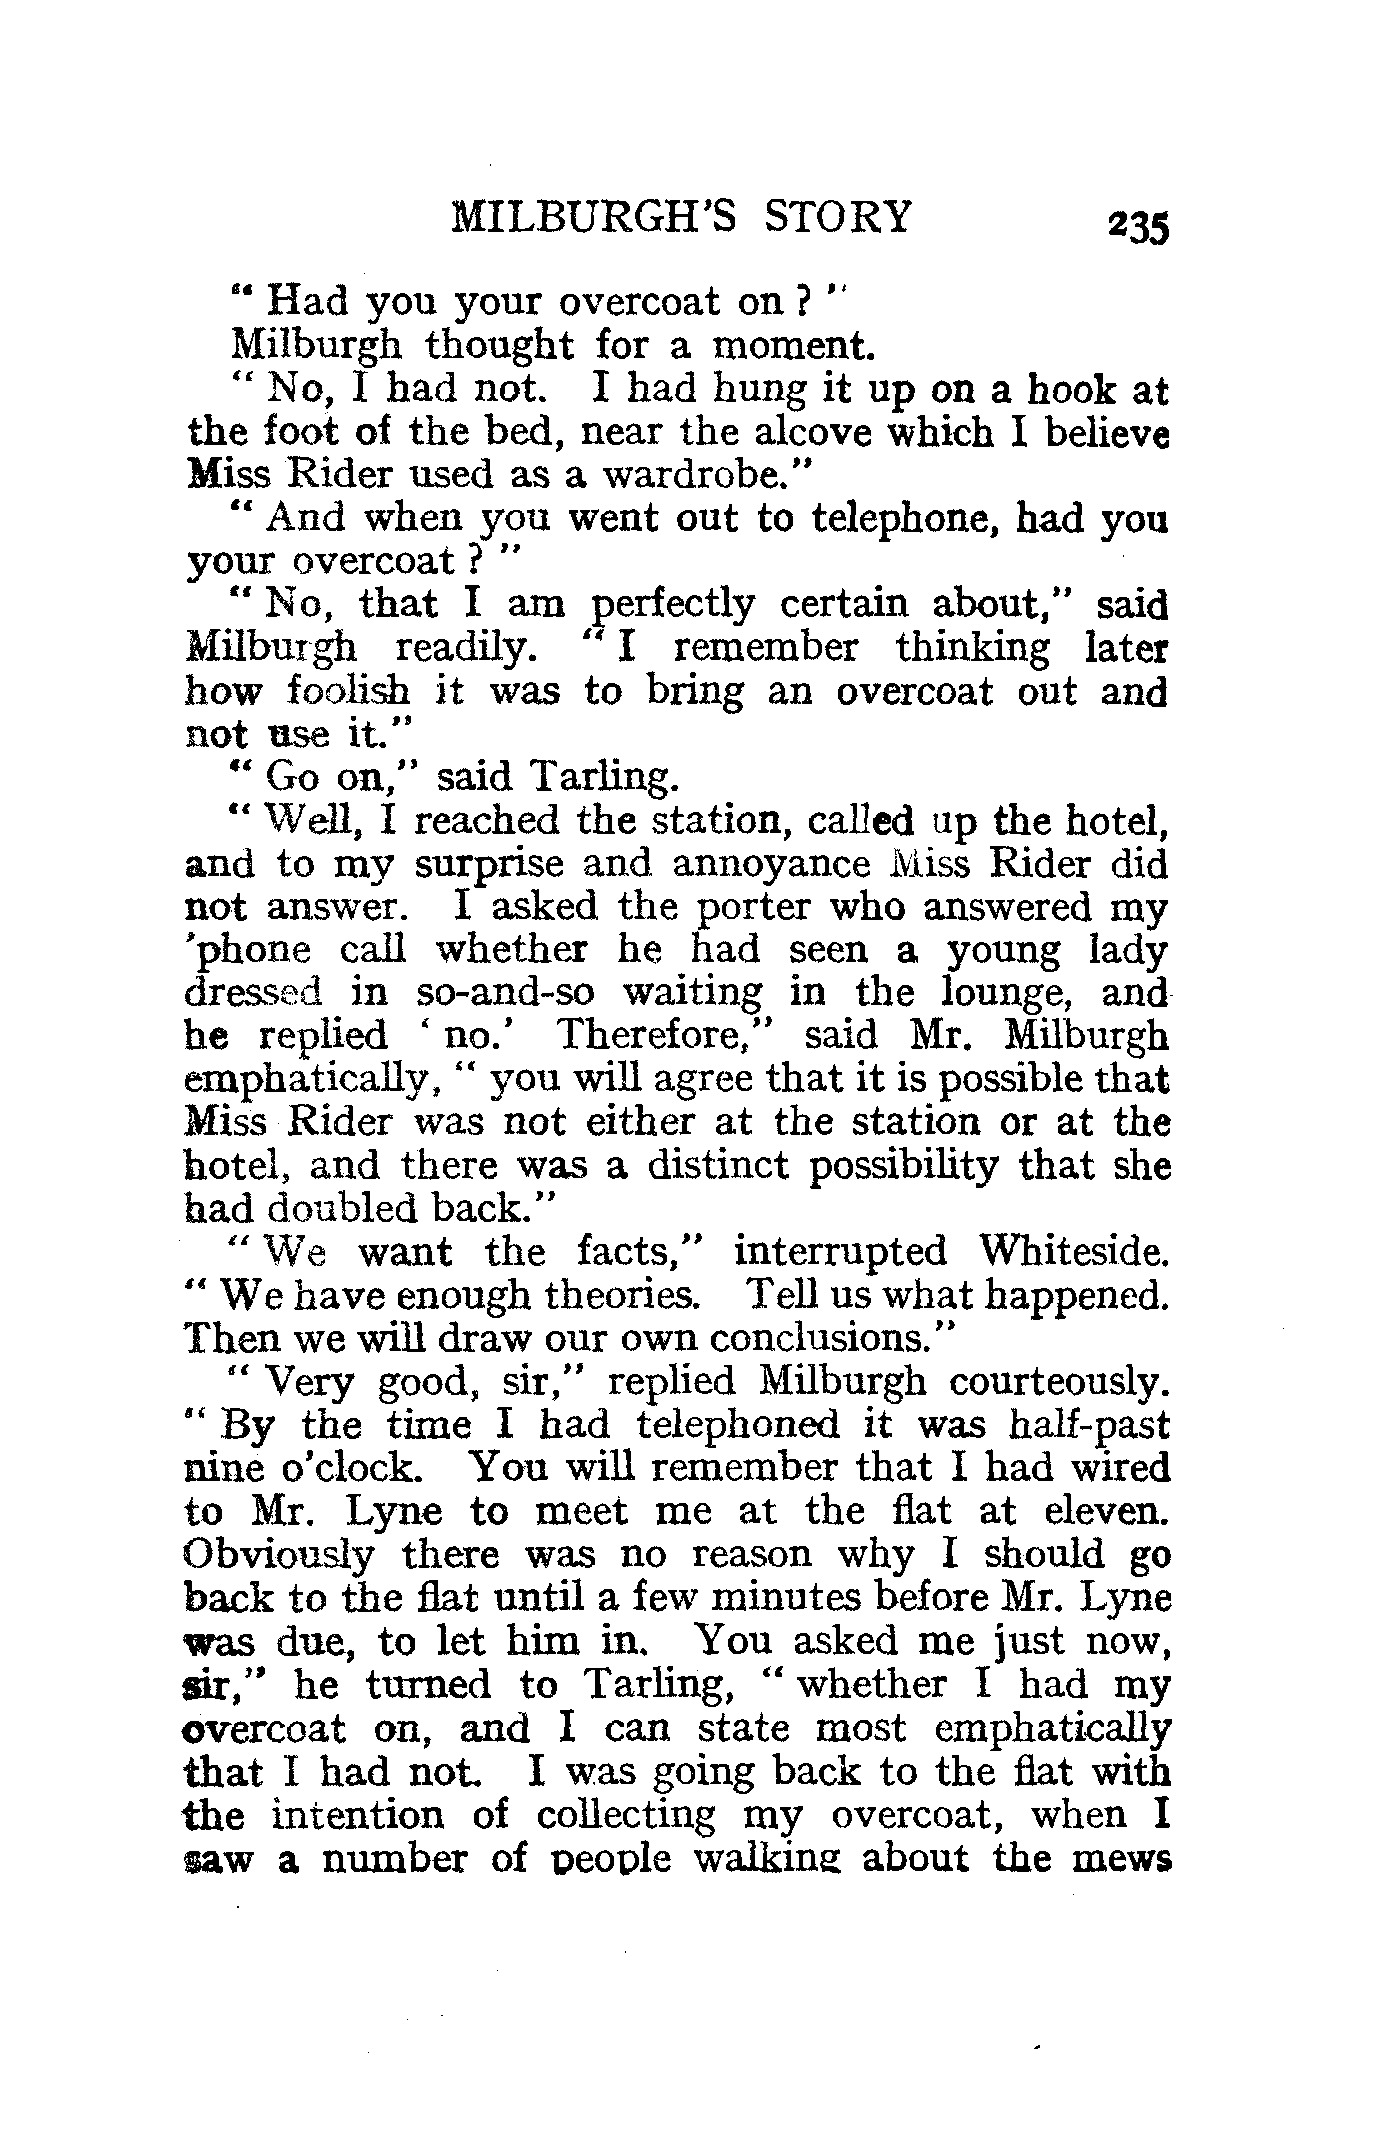 MILBURGH'S STORY 235
" Had you your overcoat on ? "
Milburgh thought for a moment.
" No, I had not. I had hung it up on a hook at
the foot of the bed, near the alcove which I believe
Miss Rider used as a wardrobe."
" And when you went out to telephone, had you
your overcoat ? "
" No, that I am perfectly certain about," said
Milburgh readily. " I remember thinking later
how foolish it was to bring an overcoat out and
not use it."
" Go on," said Tarling.
" Well, I reached the station, called up the hotel,
and to my surprise and annoyance Miss Rider did
not answer. I asked the porter who answered my
'phone call whether he had seen a young lady
dressed in so-and-so waiting in the lounge, and
he replied ' no.' Therefore," said Mr. Milburgh
emphatically, " you will agree that it is possible that
Miss Rider was not either at the station or at the
hotel, and there was a distinct possibility that she
had doubled back."
" We want the facts," interrupted Whiteside.
" We have enough theories. Tell us what happened.
Then we will draw our own conclusions."
" Very good, sir," replied Milburgh courteously.
" By the time I had telephoned it was half-past
nine o'clock. You will remember that I had wired
to Mr. Lyne to meet me at the flat at eleven.
Obviously there was no reason why I should go
back to the flat until a few minutes before Mr. Lyne
was due, to let him in. You asked me just now,
sir," he turned to Tarling, " whether I had my
overcoat on, and I can state most emphatically
that I had not. I was going back to the flat with
the intention of collecting my overcoat, when I
saw a number of people walking about the mews